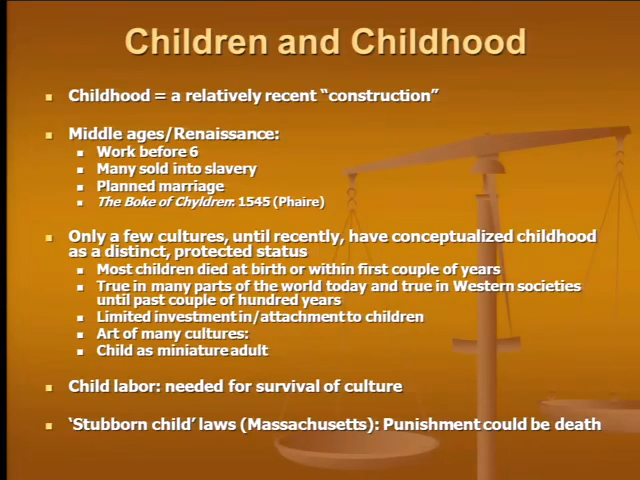 Children and Childhood
Childhood = a relatively recent “construction”
Middle ages/Renaissance:
Work before 6
Many sold into slavery
Planned marriage
The Boke of Chyldren: 1545 (Phaire)
Only a few cultures, until recently, have conceptualized childhood
as a distinct, protected status
Most children died at birth or within first couple of years
True in many parts of the world today and true in Western societies
until past couple of hundred years
Limited investment in/attachment to children
Art of many cultures:
Child as miniature adult
Child labor: needed for survival of culture
‘Stubborn child’ laws (Massachusetts): Punishment could be death